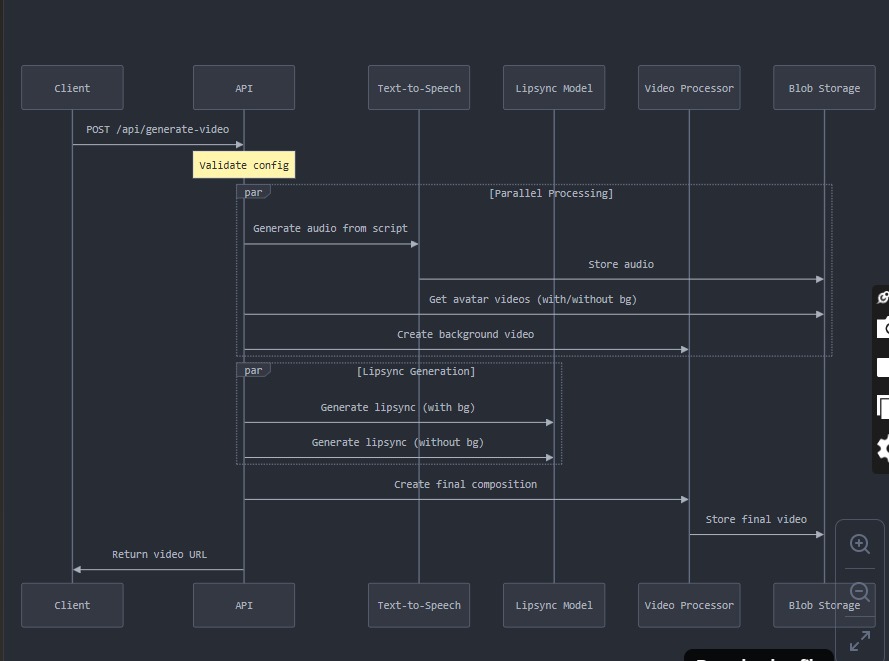 Client
API
Text-to-Speech
Lipsync Model
Video Processor
Blob Storage
POST /api/generate-video
Validate config
par
[Parallel Processing]
Generate audio from script
Store audio
Get avatar videos (with/without bg)
Create background video
par
[Lipsync Generation]
Generate lipsync (with bg)
Generate lipsync (without bg)
Create final composition
Store final video
Return video URL
Client
API
Text-to-Speech
Lipsync Model
Video Processor
Blob Storage